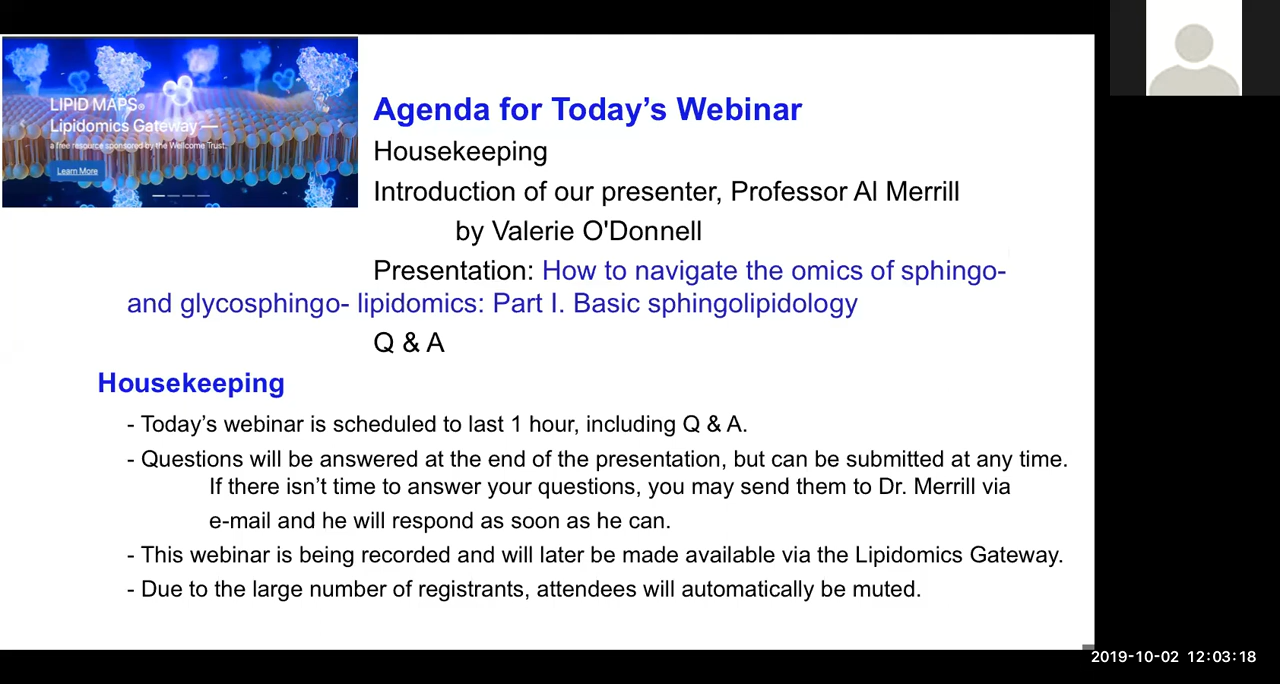 LIPID MAPS®
Lipidomics Gateway —
a free resource sponsored by the Wellcome Trust.
Learn More
Agenda for Today’s Webinar
Housekeeping
Introduction of our presenter, Professor Al Merrill
by Valerie O'Donnell
Presentation: How to navigate the omics of sphingo-
and glycosphingo- lipidomics: Part I. Basic sphingolipidology
Q & A
Housekeeping
- Today’s webinar is scheduled to last 1 hour, including Q & A.
- Questions will be answered at the end of the presentation, but can be submitted at any time.
If there isn’t time to answer your questions, you may send them to Dr. Merrill via
e-mail and he will respond as soon as he can.
- This webinar is being recorded and will later be made available via the Lipidomics Gateway.
- Due to the large number of registrants, attendees will automatically be muted.
2019-10-02 12:03:18